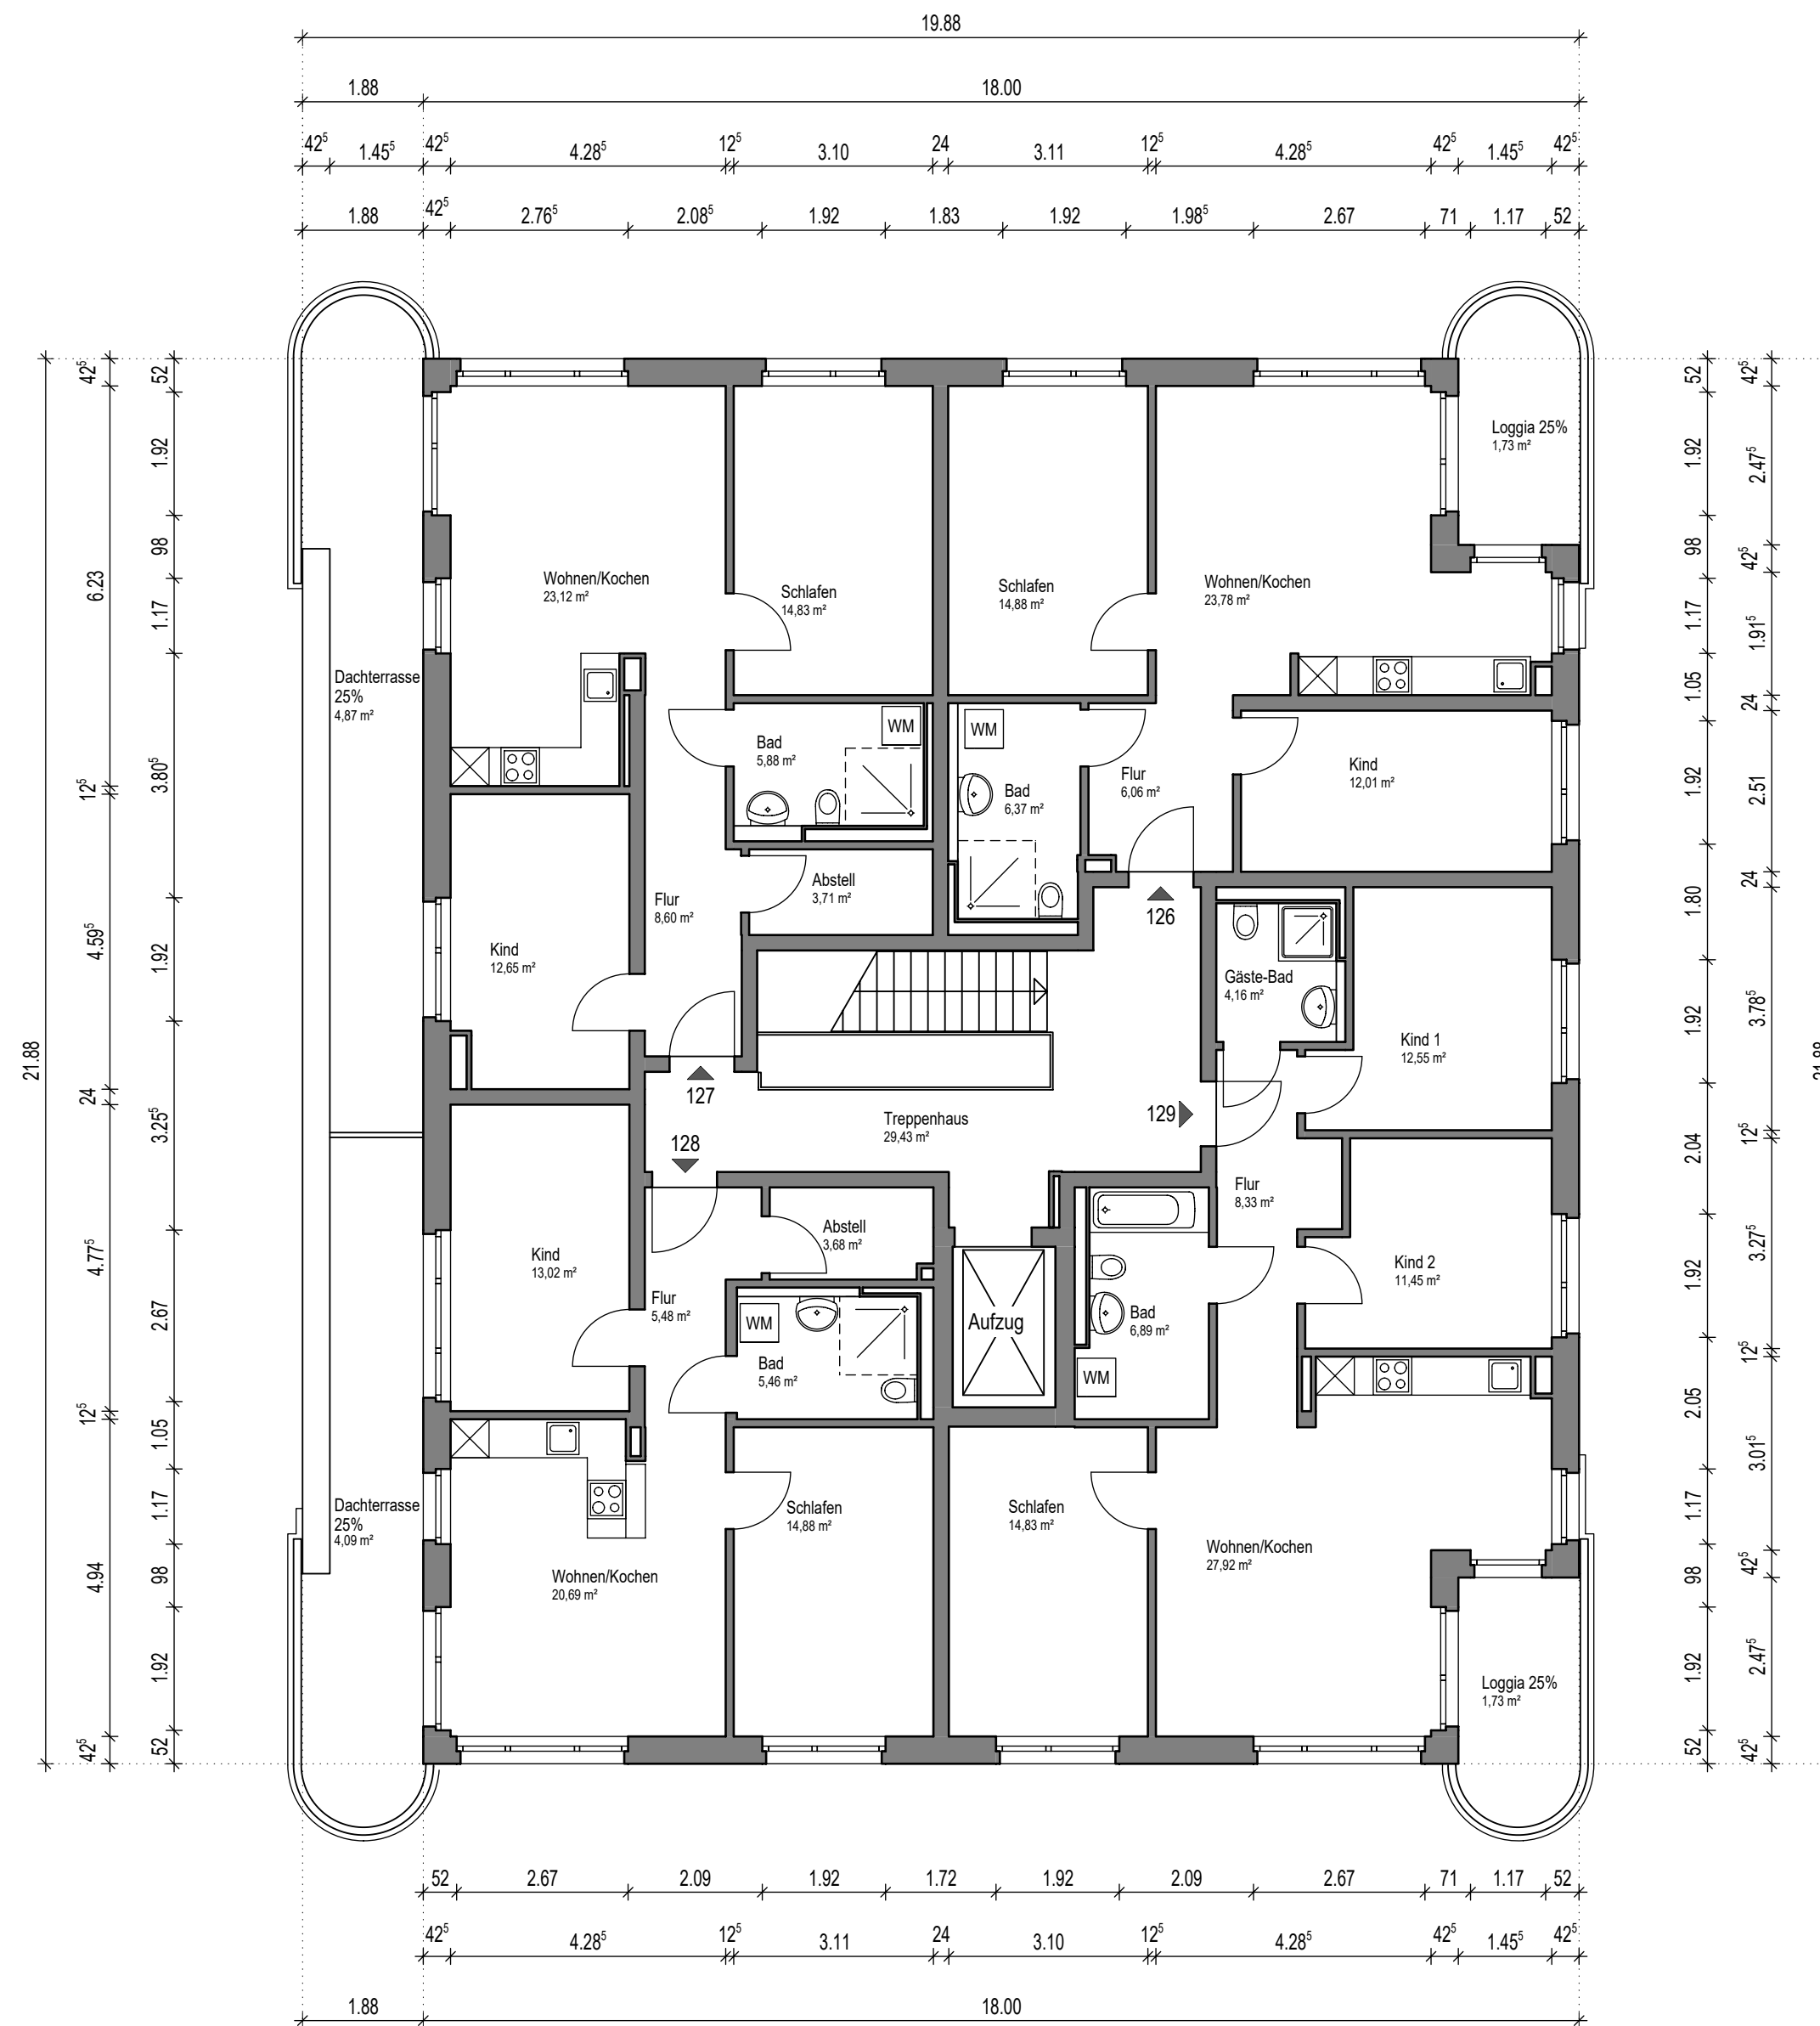 19.88
1.88 18.00
42⁵ 1.45⁵ 42⁵ 4.28⁵ 12⁵ 3.10 24 3.11 12⁵ 4.28⁵ 42⁵ 1.45⁵ 42⁵
1.88 42⁵ 2.76⁵ 2.08⁵ 1.92 1.83 1.92 1.98⁵ 2.67 71 1.17 52
21.88
42⁵ 6.23 12⁵ 4.59⁵ 24 4.77⁵ 12⁵ 4.94 42⁵
52 1.92 98 1.17 3.80⁵ 1.92 3.25⁵ 2.67 1.05 1.17 98 1.92 52
Wohnen/Kochen
23,12 m²
Schlafen
14,83 m²
Schlafen
14,88 m²
Wohnen/Kochen
23,78 m²
Loggia 25%
1,73 m²
Dachterrasse
25%
4,87 m²
Bad
5,88 m²
WM
WM
Bad
6,37 m²
Flur
6,06 m²
Kind
12,01 m²
Abstell
3,71 m²
Flur
8,60 m²
Kind
12,65 m²
126
Gäste-Bad
4,16 m²
Kind 1
12,55 m²
127
128
129
Treppenhaus
29,43 m²
Flur
8,33 m²
Kind
13,02 m²
Abstell
3,68 m²
Flur
5,48 m²
WM
Bad
5,46 m²
Aufzug
Bad
6,89 m²
WM
Kind 2
11,45 m²
Dachterrasse
25%
4,09 m²
Wohnen/Kochen
20,69 m²
Schlafen
14,88 m²
Schlafen
14,83 m²
Wohnen/Kochen
27,92 m²
Loggia 25%
1,73 m²
52 1.92 98 1.17 1.05 1.92 1.80 1.92 2.04 1.92 2.05 1.17 98 1.92 52
42⁵ 2.47⁵ 42⁵ 1.91⁵ 24 2.51 24 3.78⁵ 12⁵ 3.27⁵ 12⁵ 3.01⁵ 42⁵ 2.47⁵ 42⁵
52 2.67 2.09 1.92 1.72 1.92 2.09 2.67 71 1.17 52
42⁵ 4.28⁵ 12⁵ 3.11 24 3.10 12⁵ 4.28⁵ 42⁵ 1.45⁵ 42⁵
1.88 18.00